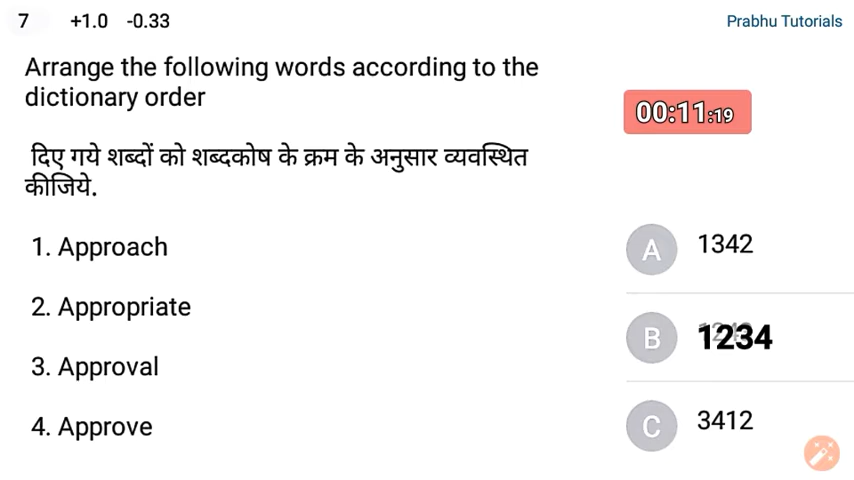 7 +1.0 -0.33
Prabhu Tutorials
Arrange the following words according to the
dictionary order
00:11:19
दिए गये शब्दों को शब्दकोष के क्रम के अनुसार व्यवस्थित
कीजिये.
1. Approach
2. Appropriate
3. Approval
4. Approve
A 1342
B 1234
C 3412